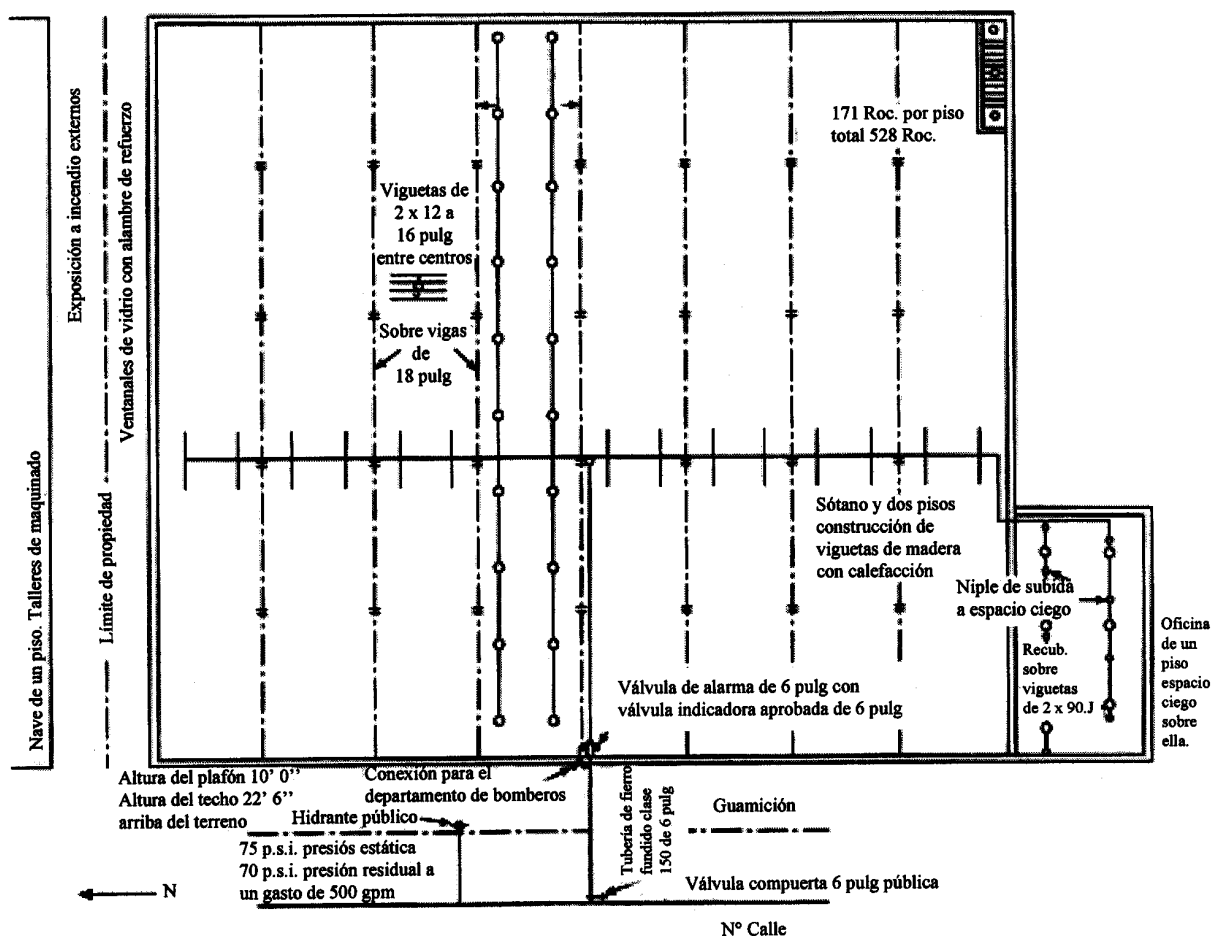 Nave de un piso. Talleres de maquinado
Exposición a incendio externos
Límite de propiedad
Ventanales de vidrio con alambre de refuerzo
171 Roc. por piso
total 528 Roc.
Viguetas de
2 x 12 a
16 pulg
entre centros
Sobre vigas
de
18 pulg
Sótano y dos pisos
construcción de
viguetas de madera
con calefacción
Niple de subida
a espacio ciego
Recub.
sobre
viguetas
de 2 x 90.J
Oficina
de un
piso
espacio
ciego
sobre
ella.
Válvula de alarma de 6 pulg con
válvula indicadora aprobada de 6 pulg
Altura del plafón 10' 0''
Altura del techo 22' 6''
arriba del terreno
Conexión para el
departamento de bomberos
Hidrante público
75 p.s.i. presiós estática
70 p.s.i. presión residual a
un gasto de 500 gpm
Tubería de fierro
fundido clase
150 de 6 pulg
Guamición
Válvula compuerta 6 pulg pública
N
Nº Calle